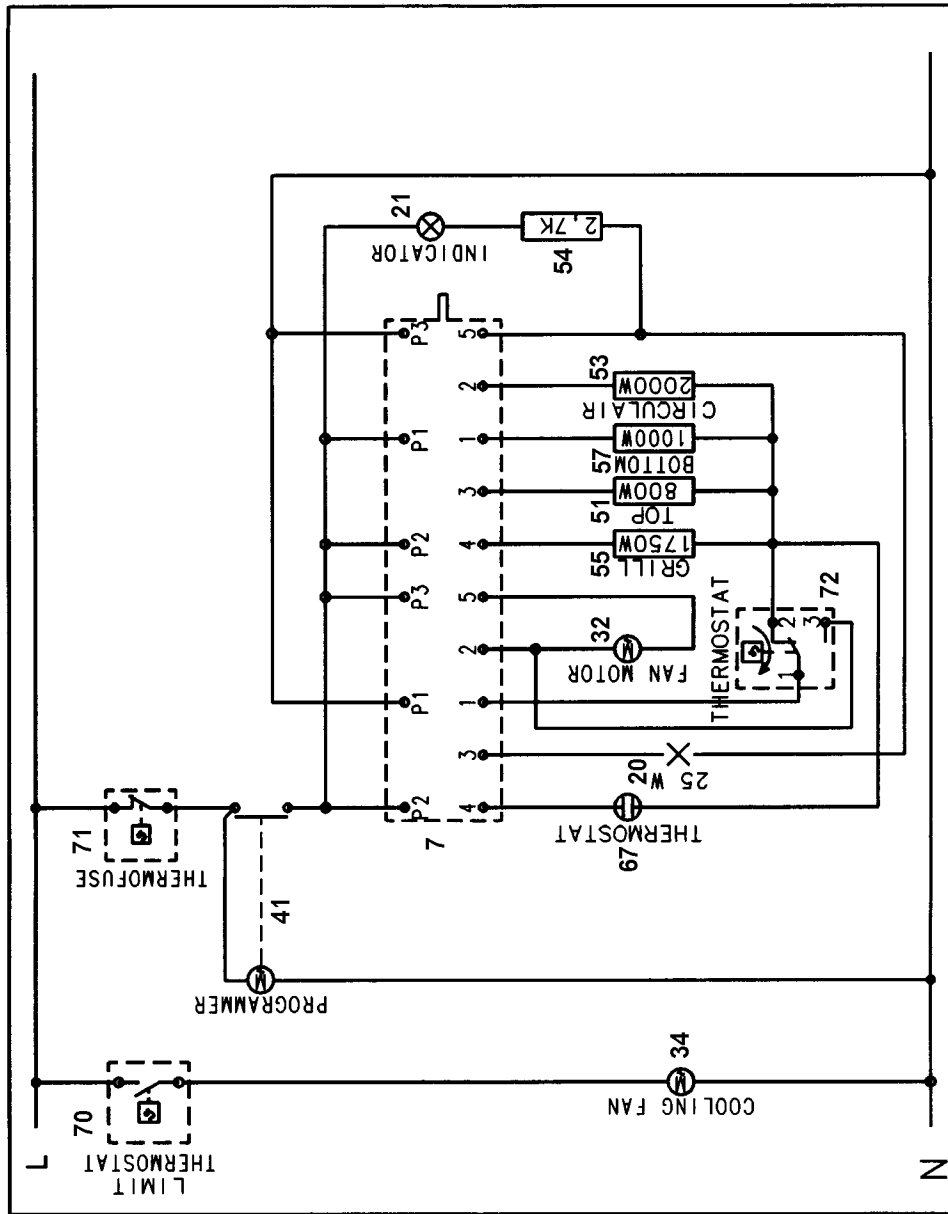 L
N
LIMIT
THERMOSTAT
70
THERMOFUSE
71
PROGRAMMER
41
COOLING FAN
34
7
P2
P1
P3
P2
P1
P3
4
3
1
2
5
4
3
1
2
5
INDICATOR
21
2,7K
54
THERMOSTAT
67
20
25 W
FAN MOTOR
32
GRILL
1750W
55
TOP
800W
51
BOTTOM
1000W
57
CIRCULAIR
2000W
53
THERMOSTAT
1
2
3
72